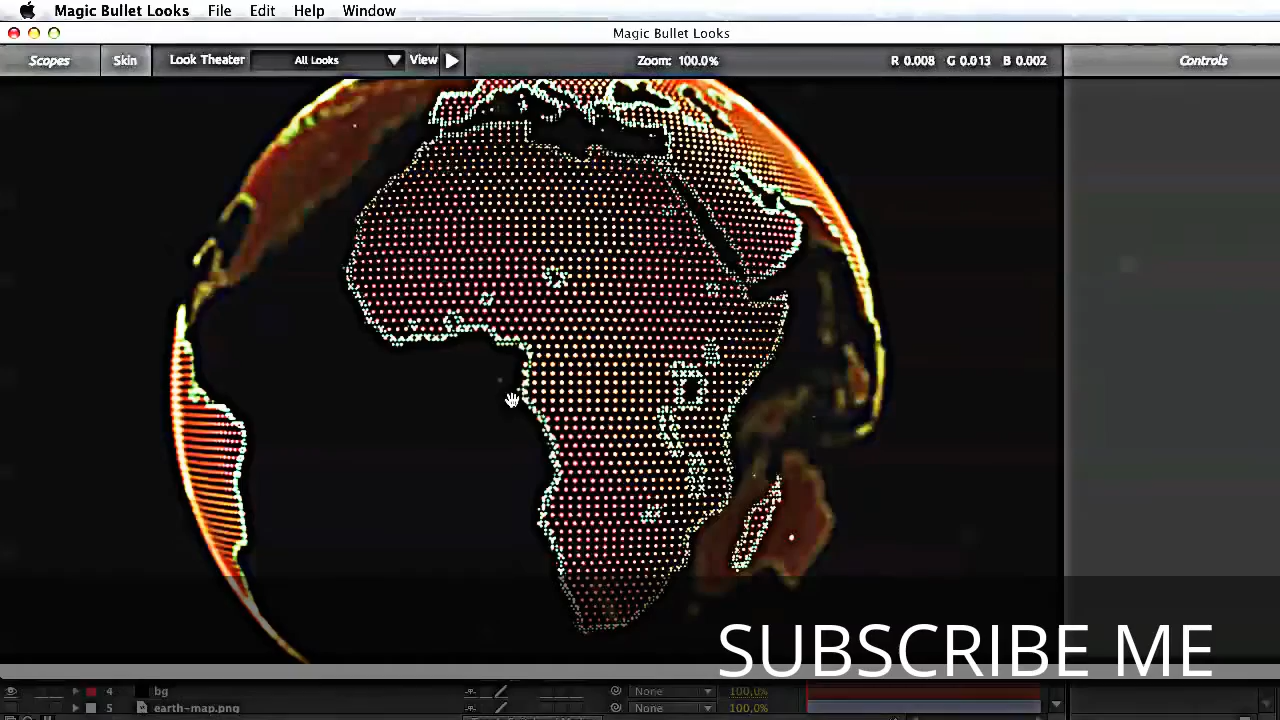 Magic Bullet Looks File Edit Help Window
Magic Bullet Looks
Scopes Skin Look Theater All Looks View Zoom: 100.0% R 0.008 G 0.013 B 0.002 Controls
SUBSCRIBE ME
4 bg None 100,0%
5 earth-map.png None 100,0%